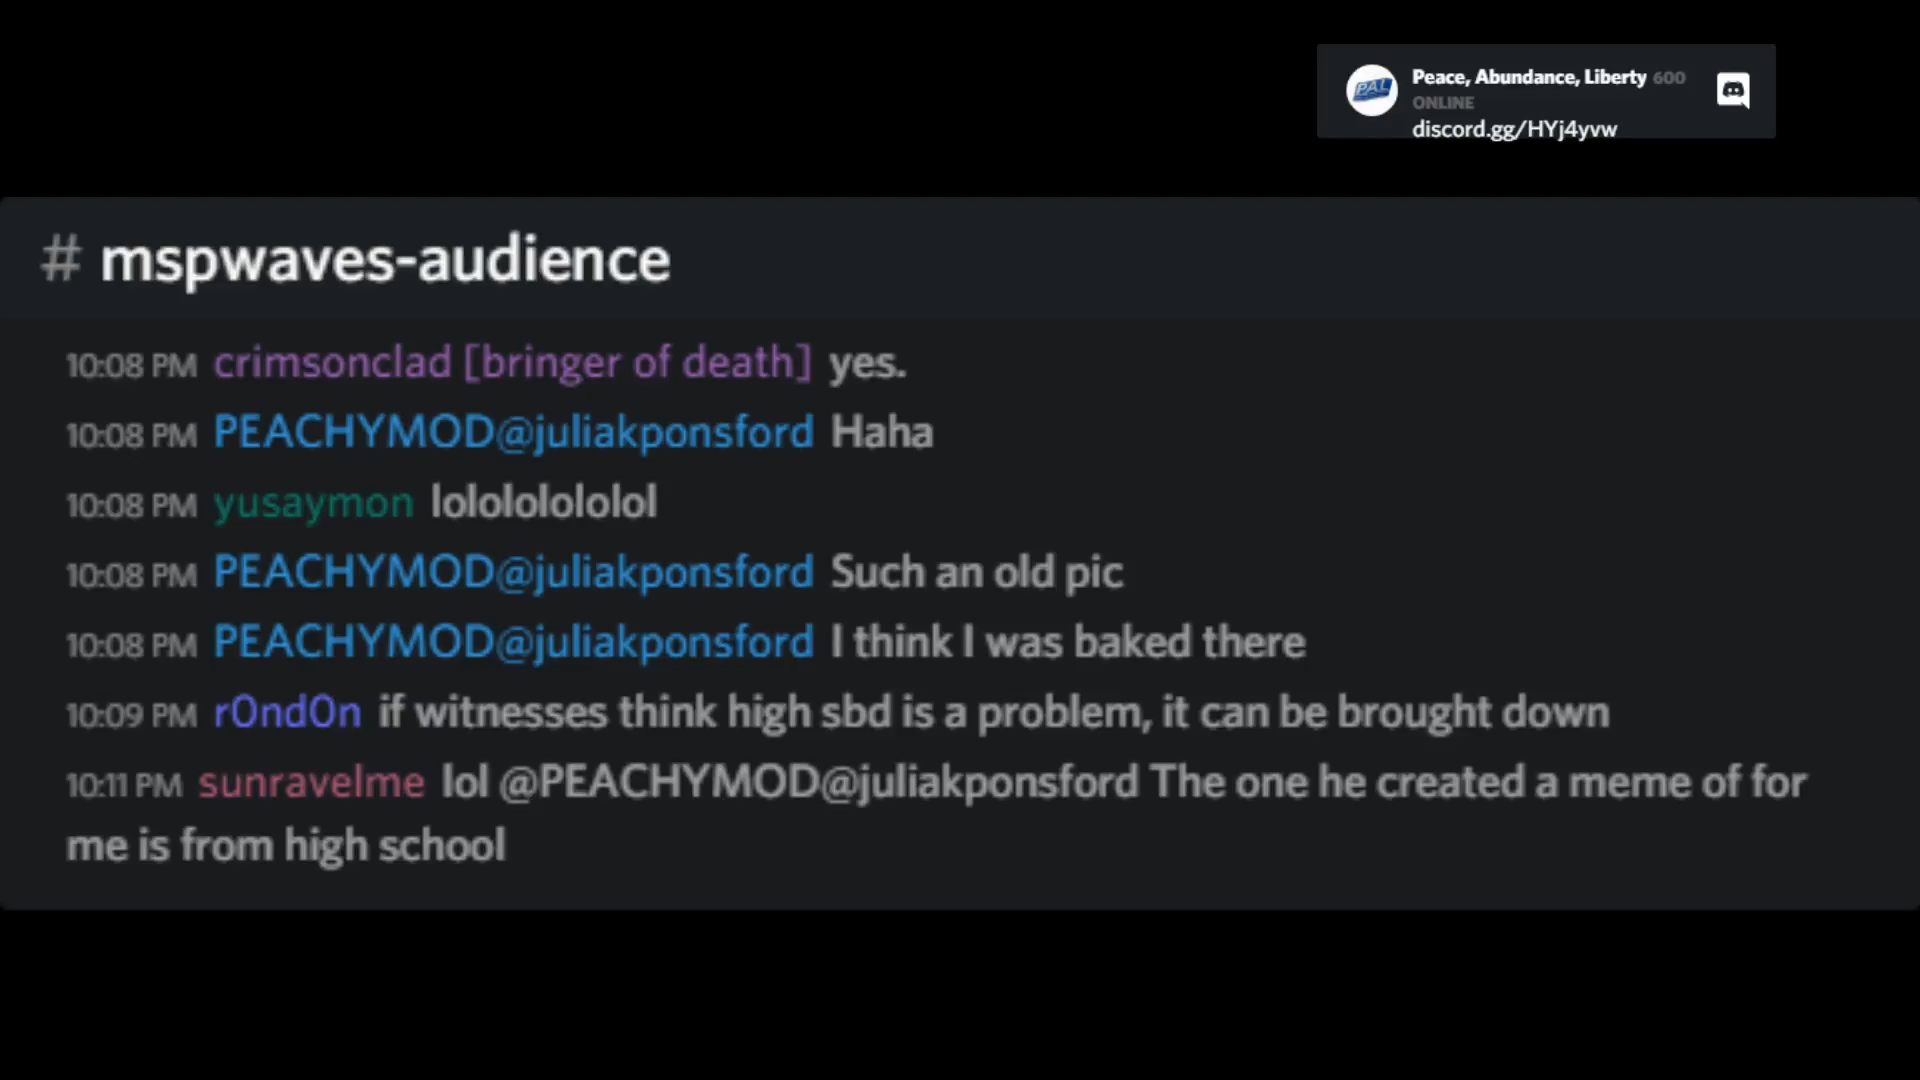 PAL
Peace, Abundance, Liberty 600
ONLINE
discord.gg/HYj4yvw
# mspwaves-audience
10:08 PM crimsonclad [bringer of death] yes.
10:08 PM PEACHYMOD@juliakponsford Haha
10:08 PM yusaymon lolololololol
10:08 PM PEACHYMOD@juliakponsford Such an old pic
10:08 PM PEACHYMOD@juliakponsford I think I was baked there
10:09 PM r0nd0n if witnesses think high sbd is a problem, it can be brought down
10:11 PM sunravelme lol @PEACHYMOD@juliakponsford The one he created a meme of for
me is from high school